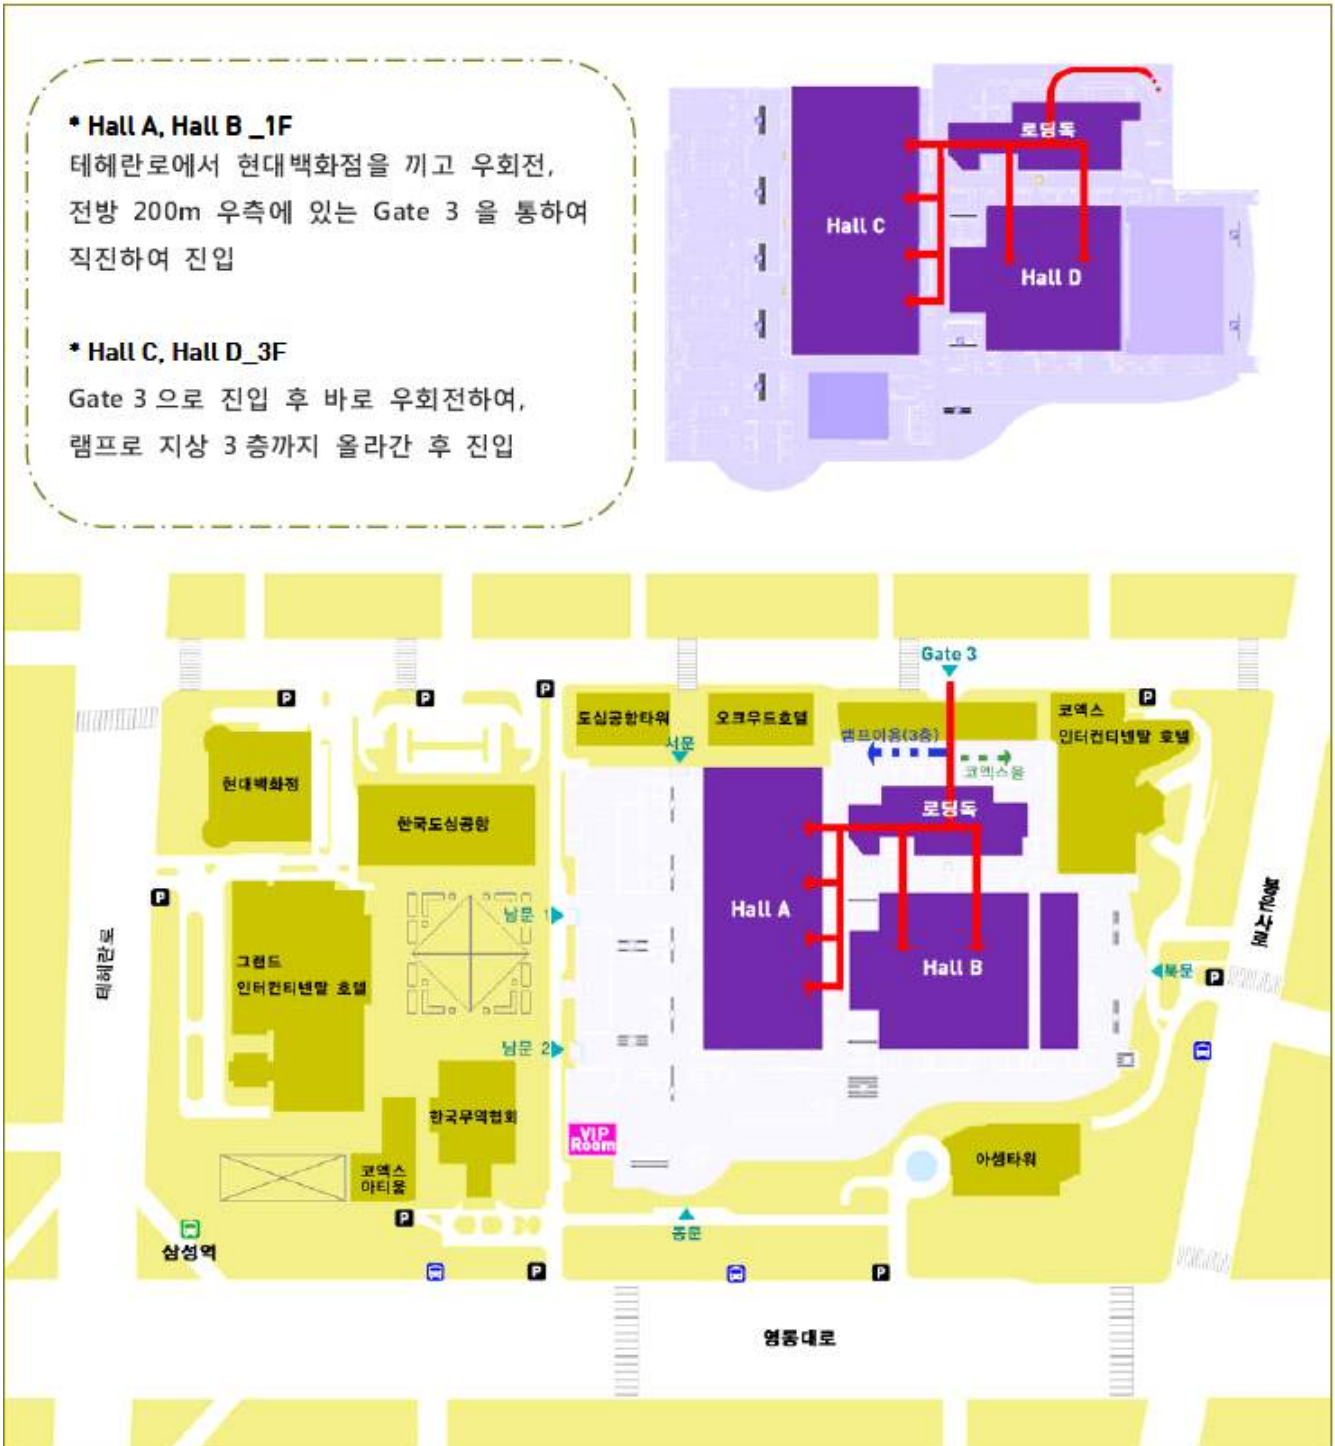 * Hall A, Hall B _1F
테헤란로에서 현대백화점을 끼고 우회전,
전방 200m 우측에 있는 Gate 3 을 통하여
직진하여 진입
* Hall C, Hall D_3F
Gate 3 으로 진입 후 바로 우회전하여,
램프로 지상 3 층까지 올라간 후 진입
로딩독
Hall C
Hall D
Gate 3
P
P
P
P
도심공항타워
오크우드호텔
코엑스
인터컨티넨탈 호텔
서문
램프이용(3층)
코엑스몰
현대백화점
한국도심공항
로딩독
P
남문 1
Hall A
Hall B
테헤란로
봉은사로
그랜드
인터컨티넨탈 호텔
북문
P
남문 2
한국무역협회
VIP
Room
코엑스
아티움
아셈타워
P
삼성역
동문
P
P
영동대로